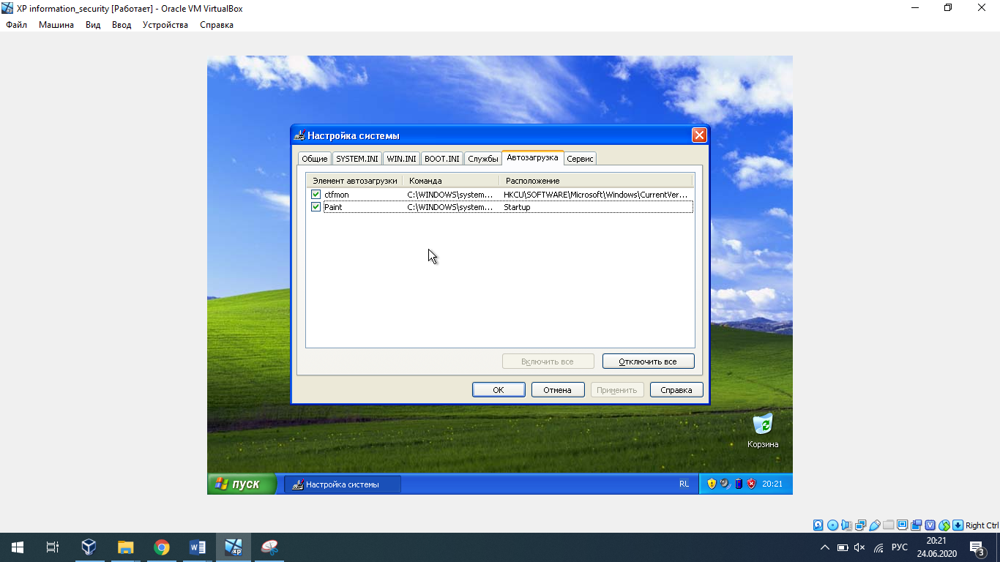 XP information_security [Работает] - Oracle VM VirtualBox
Файл Машина Вид Ввод Устройства Справка
Настройка системы
Общие SYSTEM.INI WIN.INI BOOT.INI Службы Автозагрузка Сервис
Элемент автозагрузки Команда Расположение
ctfmon C:\WINDOWS\system... HKCU\SOFTWARE\Microsoft\Windows\CurrentVer...
Paint C:\WINDOWS\system... Startup
Включить все Отключить все
ОК Отмена Применить Справка
Корзина
пуск Настройка системы RL 20:21
Right Ctrl
W xp РУС 20:21
24.06.2020
3